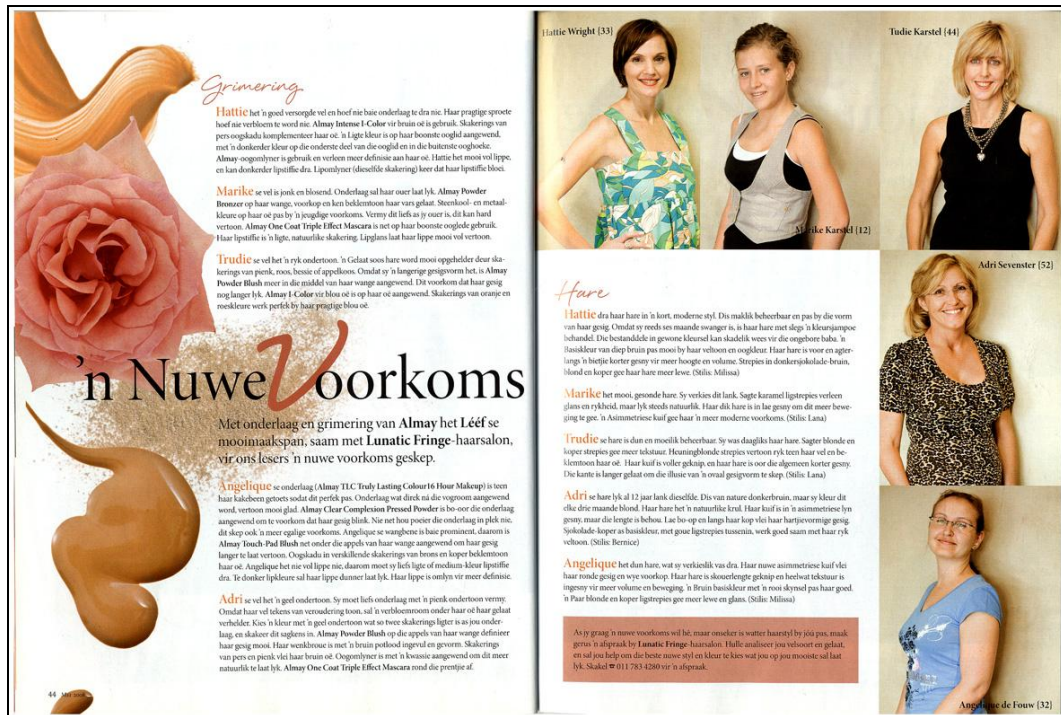 Grimering
Hattie het 'n goed versorgde vel en hoef nie baie onderlaag te dra nie. Haar pragtige sproete
hoef nie verbloem te word nie. Almay Intense I-Color vir bruin oë is gebruik. Skakerings van
pers oogskadu komplementeer haar oë. 'n Ligte kleur is op haar boonste ooglid aangewend,
met 'n donkerder kleur op die onderste deel van die ooglid en in die buitenste ooghoeke.
Almay-oogomlyner is gebruik en verleen meer definisie aan haar oë. Hattie het mooi vol lippe,
en kan donkerder lipstiffie dra. Lipomlyner (dieselfde skakering) keer dat haar lipstiffie bloei.
Marike se vel is jonk en blosend. Onderlaag sal haar ouer laat lyk. Almay Powder
Bronzer op haar wange, voorkop en ken beklemtoon haar vars gelaat. Steenkool- en metaal-
kleure op haar oë pas by 'n jeugdige voorkoms. Vermy dit liefs as jy ouer is, dit kan hard
vertoon. Almay One Coat Triple Effect Mascara is net op haar boonste ooglede gebruik.
Haar lipstiffie is 'n ligte, natuurlike skakering. Lipglans laat haar lippe mooi vol vertoon.
Trudie se vel het 'n ryk ondertoon. 'n Gelaat soos hare word mooi opgehelder deur ska-
kerings van pienk, roos, bessie of appelkoos. Omdat sy 'n langerige gesigsvorm het, is Almay
Powder Blush meer in die middel van haar wange aangewend. Dit voorkom dat haar gesig
nog langer lyk. Almay I-Color vir blou oë is op haar oë aangewend. Skakerings van oranje en
roeskleure werk perfek by haar pragtige blou oë.
'n Nuwe Voorkoms
Met onderlaag en grimering van Almay het Lééf se
mooimaakspan, saam met Lunatic Fringe-haarsalon,
vir ons lesers 'n nuwe voorkoms geskep.
Angelique se onderlaag (Almay TLC Truly Lasting Colour16 Hour Makeup) is teen
haar kakebeen getoets sodat dit perfek pas. Onderlaag wat direk ná die vogroom aangewend
word, vertoon mooi glad. Almay Clear Complexion Pressed Powder is bo-oor die onderlaag
aangewend om te voorkom dat haar gesig blink. Nie net hou poeier die onderlaag in plek nie,
dit skep ook 'n meer egalige voorkoms. Angelique se wangbene is baie prominent, daarom is
Almay Touch-Pad Blush net onder die appels van haar wange aangewend om haar gesig
langer te laat vertoon. Oogskadu in verskillende skakerings van brons en koper beklemtoon
haar oë. Angelique het nie vol lippe nie, daarom moet sy liefs ligte of medium-kleur lipstiffie
dra. Te donker lipkleure sal haar lippe dunner laat lyk. Haar lippe is omlyn vir meer definisie.
Adri se vel het 'n geel ondertoon. Sy moet liefs onderlaag met 'n pienk ondertoon vermy.
Omdat haar vel tekens van veroudering toon, sal 'n verbloemroom onder haar oë haar gelaat
verhelder. Kies 'n kleur met 'n geel ondertoon wat so twee skakerings ligter is as jou onder-
laag, en skakeer dit sagkens in. Almay Powder Blush op die appels van haar wange definieer
haar gesig mooi. Haar wenkbroue is met 'n bruin potlood ingevul en gevorm. Skakerings
van pers en pienk vlei haar bruin oë. Oogomlyner is met 'n kwassie aangewend om dit meer
natuurlik te laat lyk. Almay One Coat Triple Effect Mascara rond die prentjie af.
44 Mei 2008
Hattie Wright {33}
Marike Karstel {12}
Tudie Karstel {44}
Adri Sevenster {52}
Angelique de Fouw {32}
Hare
Hattie dra haar hare in 'n kort, moderne styl. Dis maklik beheerbaar en pas by die vorm
van haar gesig. Omdat sy reeds ses maande swanger is, is haar hare met slegs 'n kleursjampoe
behandel. Die bestanddele in gewone kleursel kan skadelik wees vir die ongebore baba. 'n
Basiskleur van diep bruin pas mooi by haar veltoon en oogkleur. Haar hare is voor en agter-
langs 'n bietjie korter gesny vir meer hoogte en volume. Strepies in donkersjokolade-bruin,
blond en koper gee haar hare meer lewe. (Stilis: Milissa)
Marike het mooi, gesonde hare. Sy verkies dit lank. Sagte karamel ligstrepies verleen
glans en rykheid, maar lyk steeds natuurlik. Haar dik hare is in lae gesny om dit meer bewe-
ging te gee. 'n Asimmetriese kuif gee haar 'n meer moderne voorkoms. (Stilis: Lana)
Trudie se hare is dun en moeilik beheerbaar. Sy was daagliks haar hare. Sagter blonde en
koper strepies gee meer tekstuur. Heuningblonde strepies vertoon ryk teen haar vel en be-
klemtoon haar oë. Haar kuif is voller geknip, en haar hare is oor die algemeen korter gesny.
Die kante is langer gelaat om die illusie van 'n ovaal gesigvorm te skep. (Stilis: Lana)
Adri se hare lyk al 12 jaar lank dieselfde. Dis van nature donkerbruin, maar sy kleur dit
elke drie maande blond. Haar hare het 'n natuurlike krul. Haar kuif is in 'n asimmetriese lyn
gesny, maar die lengte is behou. Lae bo-op en langs haar kop vlei haar hartjievormige gesig.
Sjokolade-koper as basiskleur, met goue ligstrepies tussenin, werk goed saam met haar ryk
veltoon. (Stilis: Bernice)
Angelique het dun hare, wat sy verkieslik vas dra. Haar nuwe asimmetriese kuif vlei
haar ronde gesig en wye voorkop. Haar hare is skouerlengte geknip en heelwat tekstuur is
ingesny vir meer volume en beweging. 'n Bruin basiskleur met 'n rooi skynsel pas haar goed.
'n Paar blonde en koper ligstrepies gee meer lewe en glans. (Stilis: Milissa)
As jy graag 'n nuwe voorkoms wil hê, maar onseker is watter haarstyl by jóú pas, maak
gerus 'n afspraak by Lunatic Fringe-haarsalon. Hulle analiseer jou velsoort en gelaat,
en sal jou help om die beste nuwe styl en kleur te kies wat jou op jou mooiste sal laat
lyk. Skakel ☎ 011 783 4280 vir 'n afspraak.